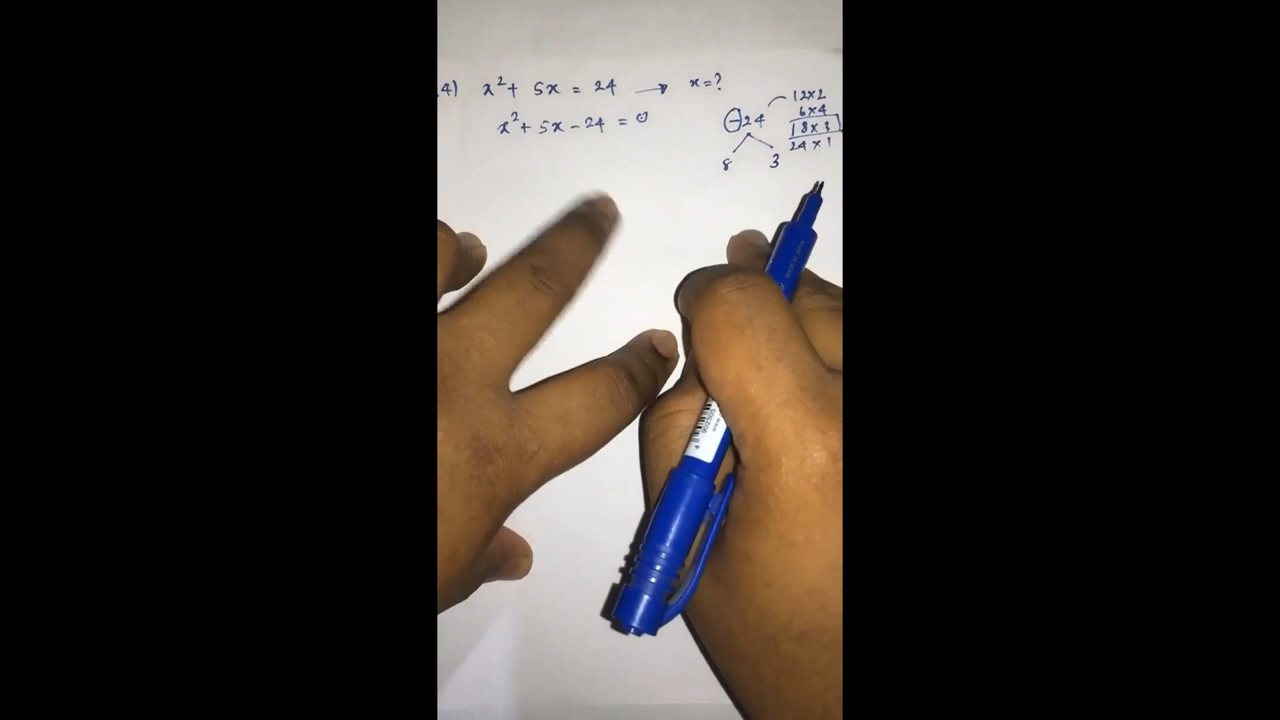 4) x² + 5x = 24 → x = ?
x² + 5x - 24 = 0
-24
8 3
12 x 2
6 x 4
8 x 3
24 x 1